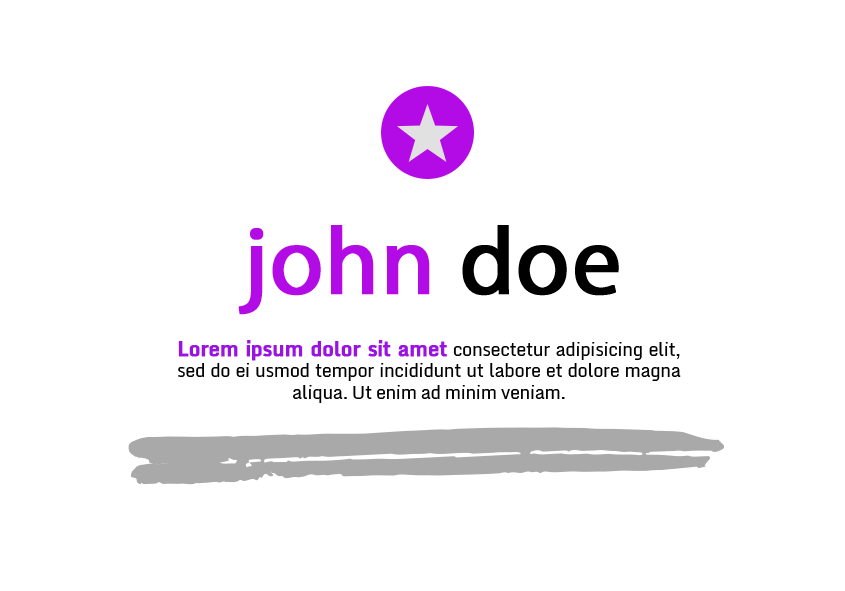 john doe
Lorem ipsum dolor sit amet consectetur adipisicing elit,
sed do ei usmod tempor incididunt ut labore et dolore magna
aliqua. Ut enim ad minim veniam.